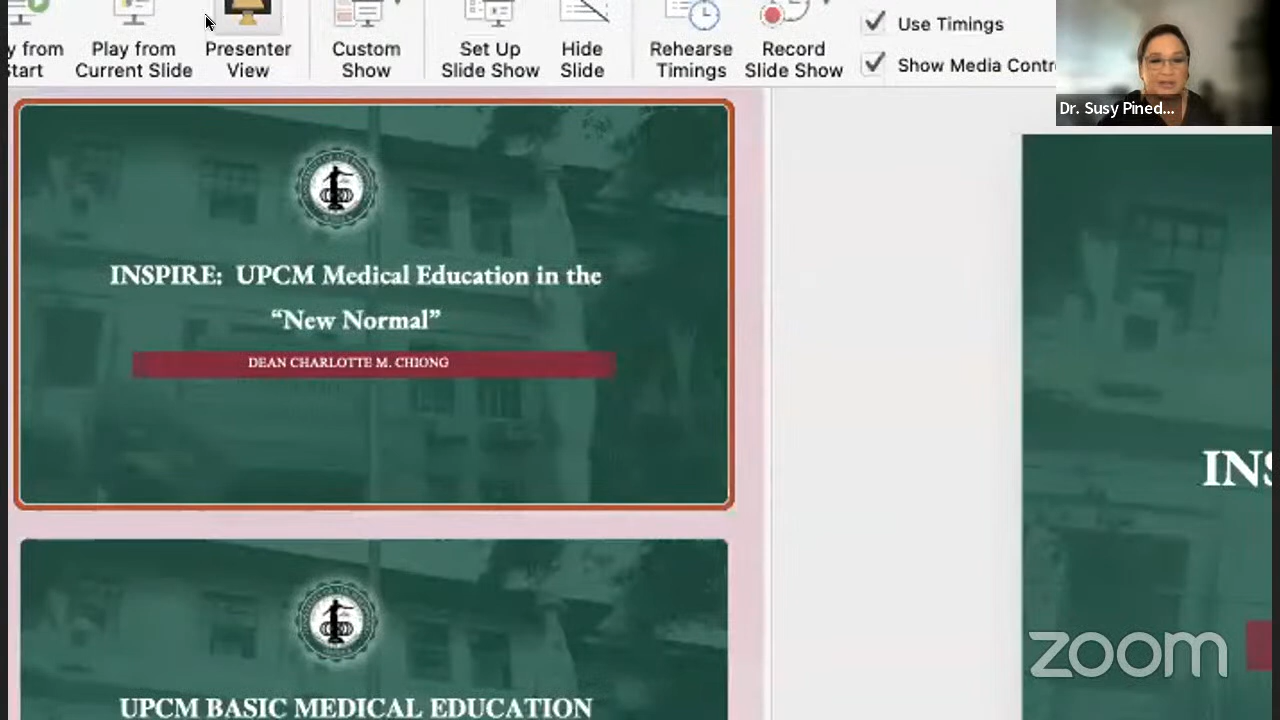 y from
Start
Play from
Current Slide
Presenter
View
Custom
Show
Set Up
Slide Show
Hide
Slide
Rehearse
Timings
Record
Slide Show
Use Timings
Show Media Contr
Dr. Susy Pined...
INSPIRE: UPCM Medical Education in the
“New Normal”
DEAN CHARLOTTE M. CHIONG
UPCM BASIC MEDICAL EDUCATION
INS
zoom